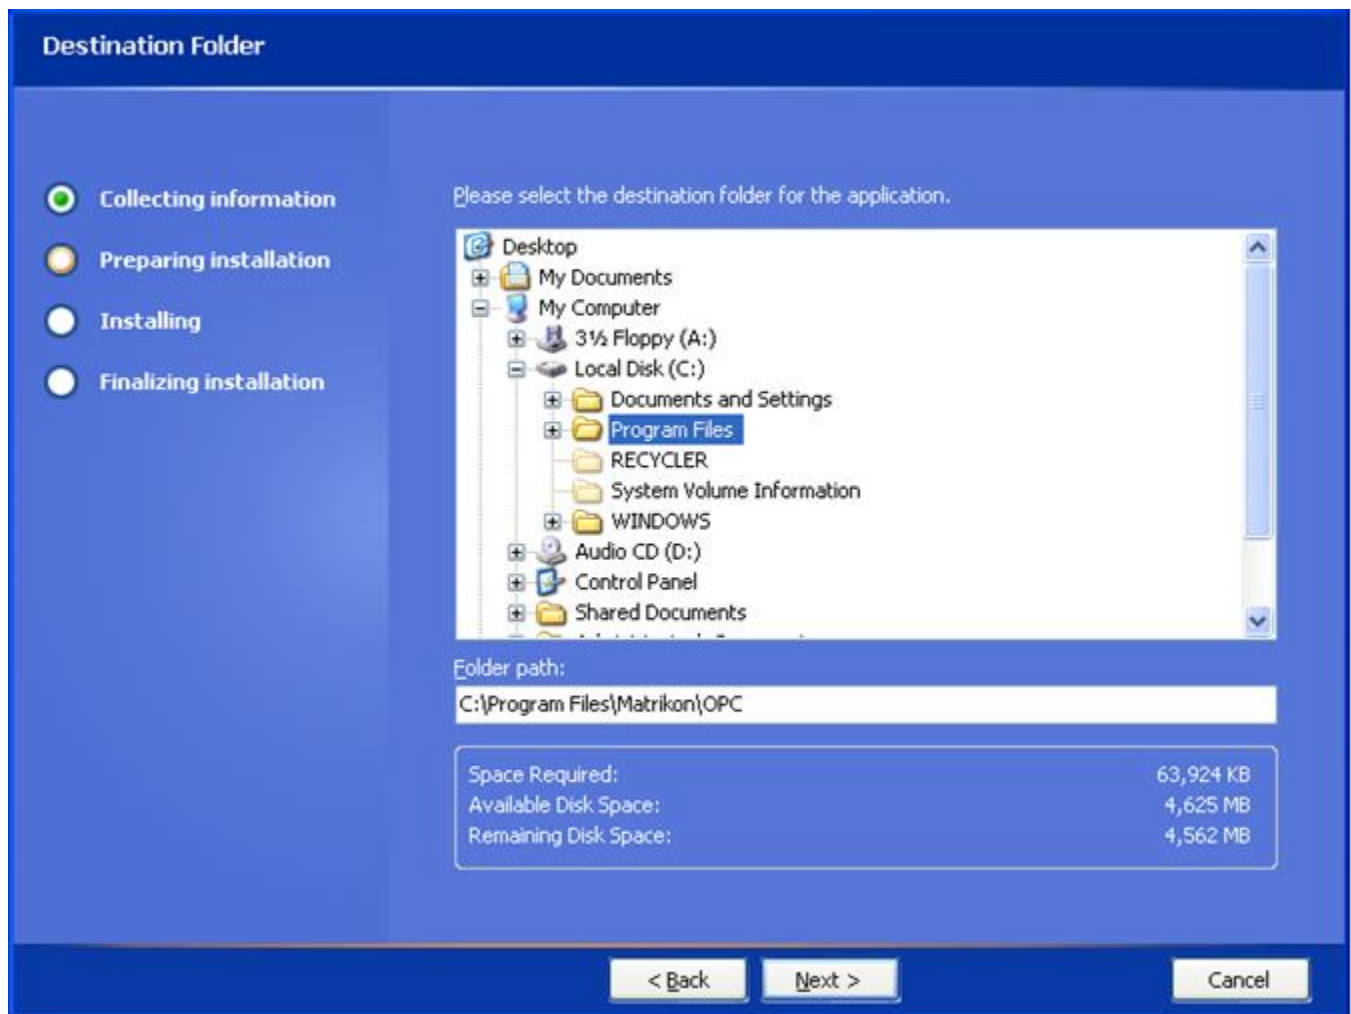 Destination Folder
Collecting information
Preparing installation
Installing
Finalizing installation
Please select the destination folder for the application.
Desktop
My Documents
My Computer
3½ Floppy (A:)
Local Disk (C:)
Documents and Settings
Program Files
RECYCLER
System Volume Information
WINDOWS
Audio CD (D:)
Control Panel
Shared Documents
Folder path:
C:\Program Files\Matrikon\OPC
Space Required: 63,924 KB
Available Disk Space: 4,625 MB
Remaining Disk Space: 4,562 MB
< Back Next > Cancel